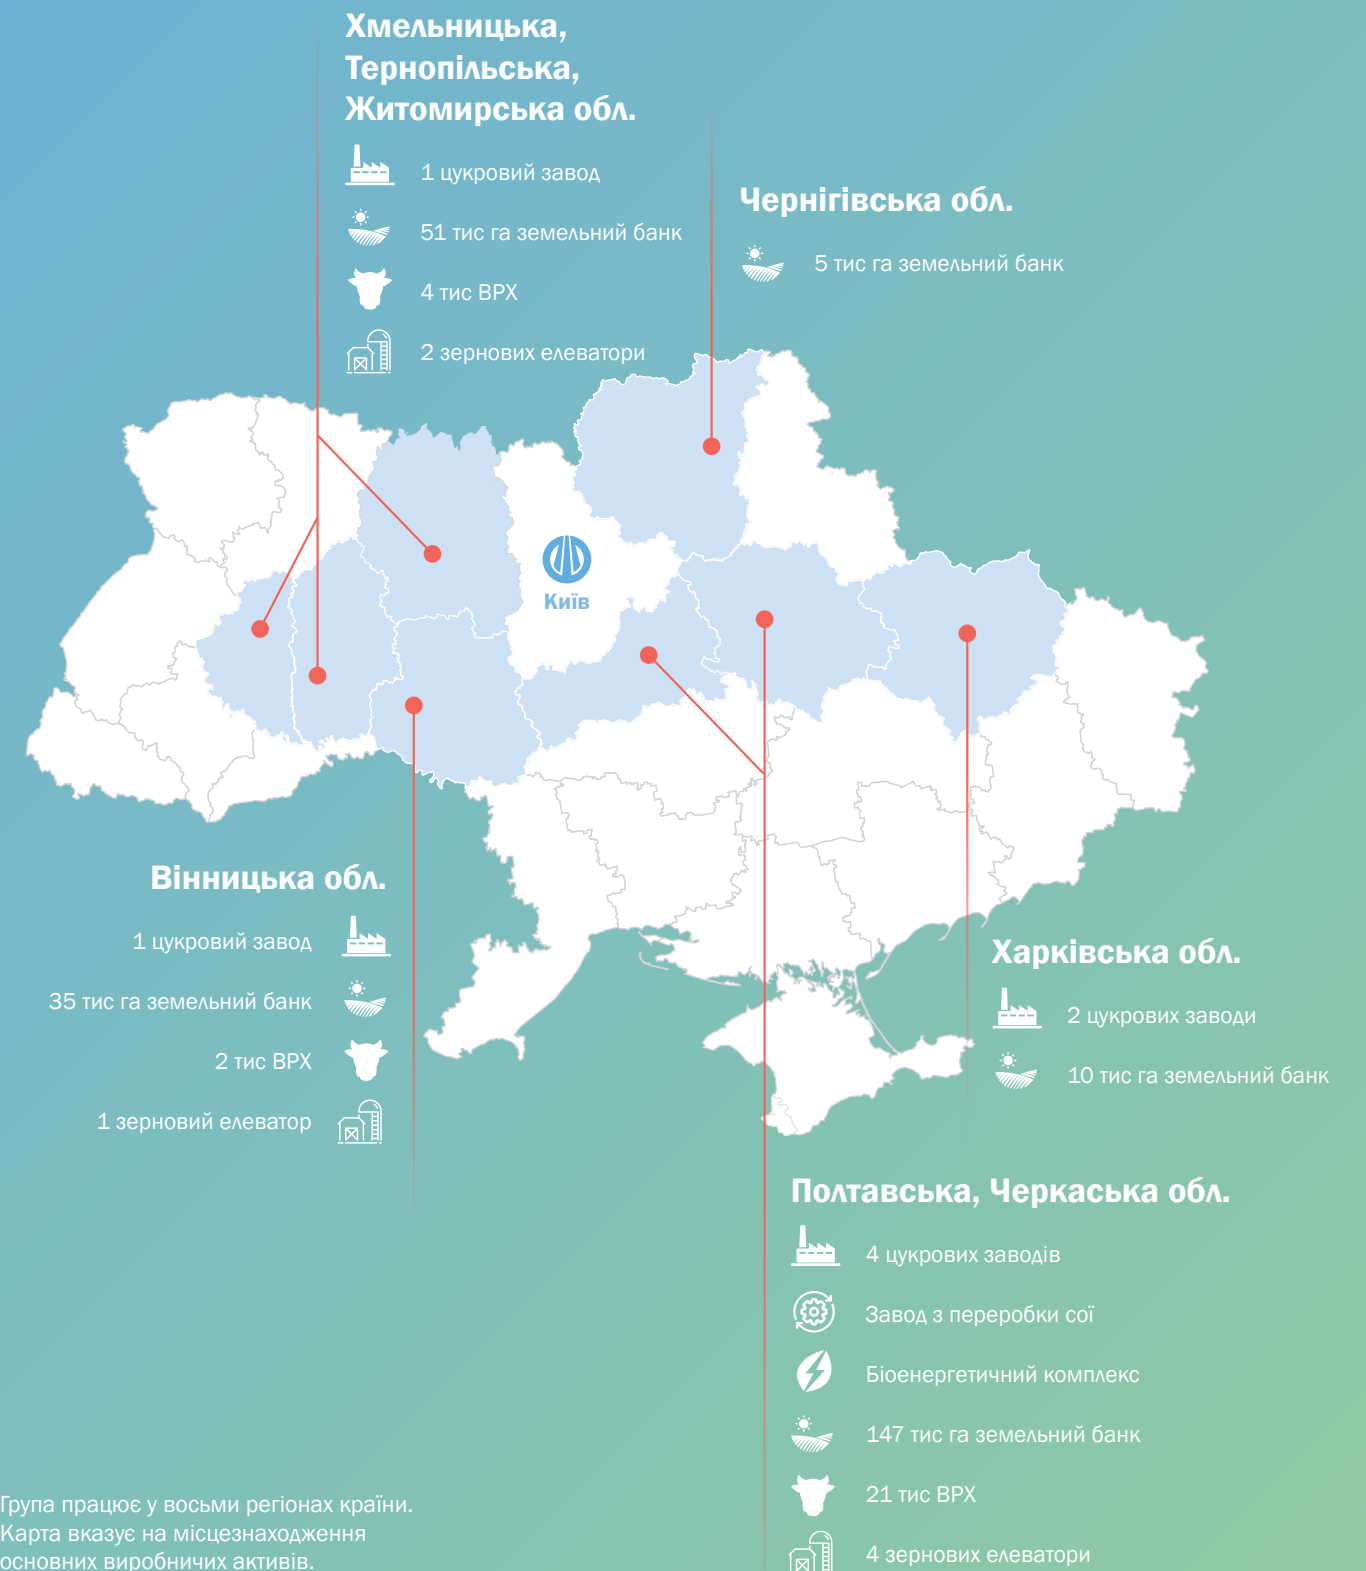 Хмельницька,
Тернопільська,
Житомирська обл.
1 цукровий завод
51 тис га земельний банк
4 тис ВРХ
2 зернових елеватори
Чернігівська обл.
5 тис га земельний банк
Київ
Вінницька обл.
1 цукровий завод
35 тис га земельний банк
2 тис ВРХ
1 зерновий елеватор
Харківська обл.
2 цукрових заводи
10 тис га земельний банк
Полтавська, Черкаська обл.
4 цукрових заводів
Завод з переробки сої
Біоенергетичний комплекс
147 тис га земельний банк
21 тис ВРХ
4 зернових елеватори
Група працює у восьми регіонах країни.
Карта вказує на місцезнаходження
основних виробничих активів.